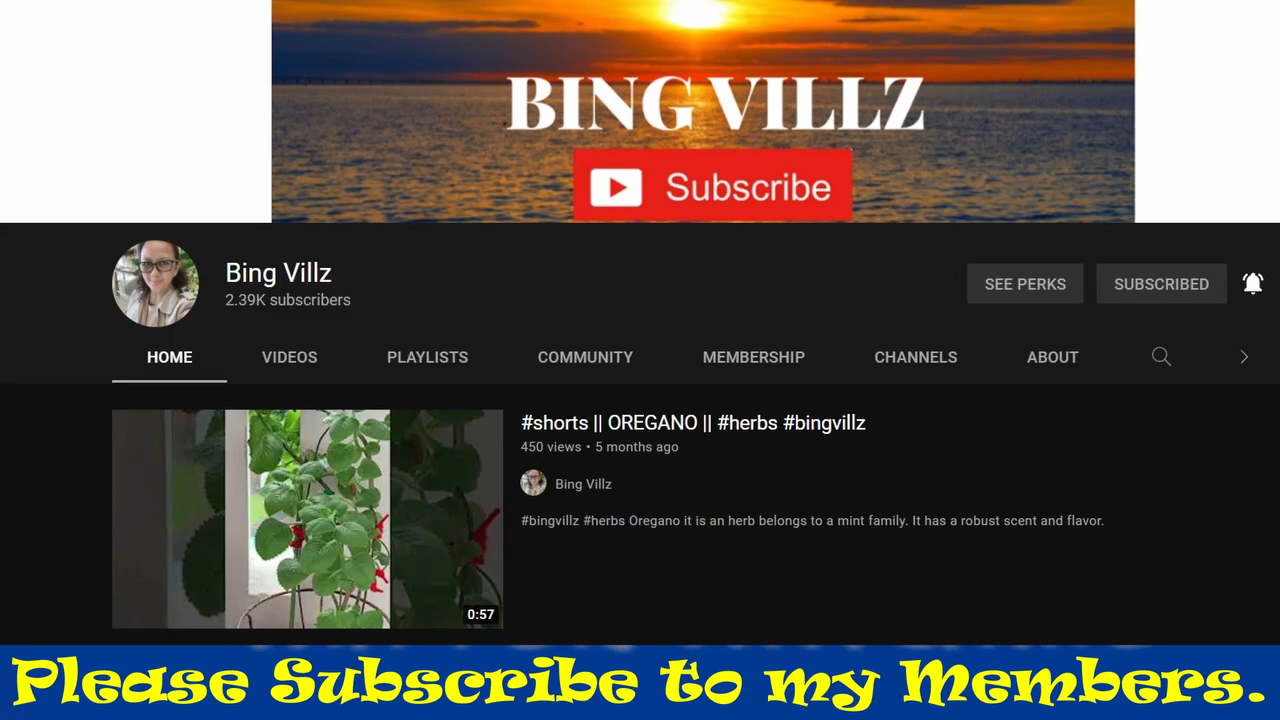 BING VILLZ
Subscribe
Bing Villz
2.39K subscribers
SEE PERKS
SUBSCRIBED
HOME
VIDEOS
PLAYLISTS
COMMUNITY
MEMBERSHIP
CHANNELS
ABOUT
#shorts || OREGANO || #herbs #bingvillz
450 views • 5 months ago
Bing Villz
#bingvillz #herbs Oregano it is an herb belongs to a mint family. It has a robust scent and flavor.
0:57
Please Subscribe to my Members.